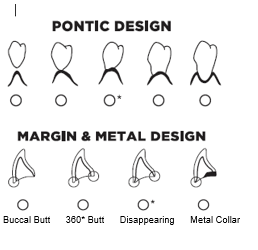 PONTIC DESIGN
*
MARGIN & METAL DESIGN
*
Buccal Butt 360* Butt Disappearing Metal Collar